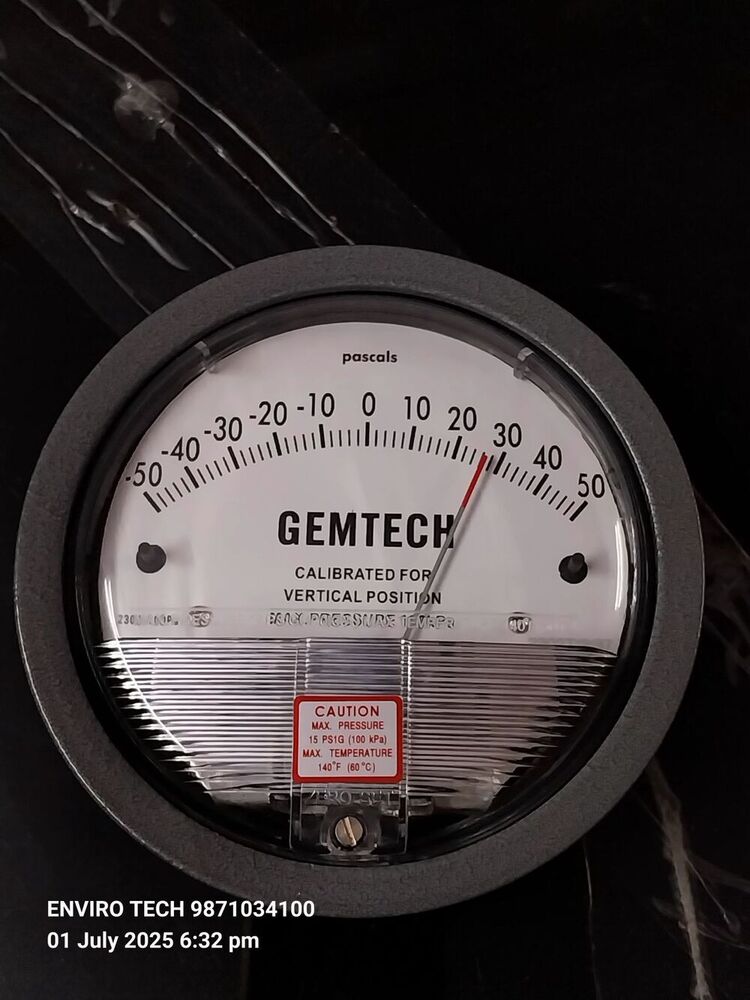 pascals
-50 -40 -30 -20 -10 0 10 20 30 40 50
GEMTECH
CALIBRATED FOR
VERTICAL POSITION
CAUTION
MAX. PRESSURE
15 PSIG (100 kPa)
MAX. TEMPERATURE
140°F (60°C)
ENVIRO TECH 9871034100
01 July 2025 6:32 pm